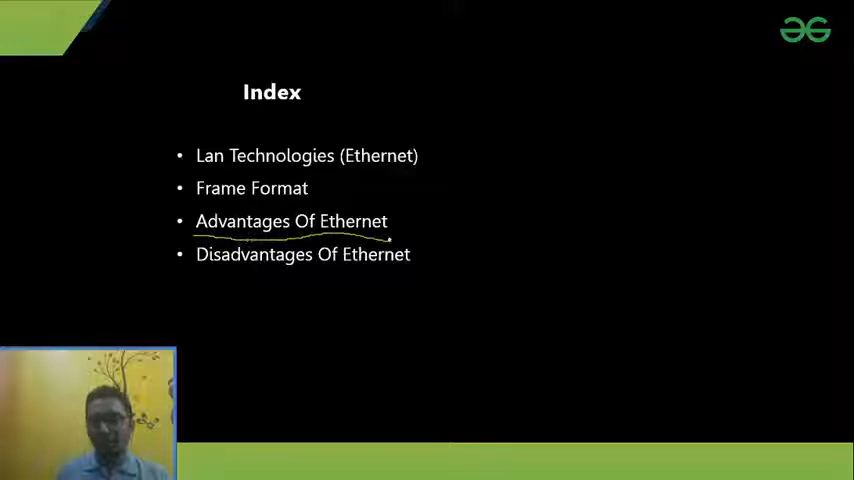 Index
• Lan Technologies (Ethernet)
• Frame Format
• Advantages Of Ethernet
• Disadvantages Of Ethernet